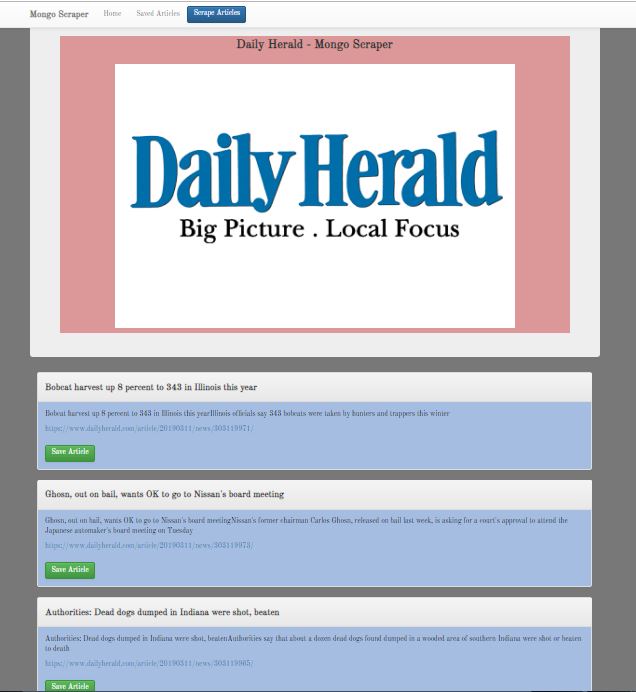 Mongo Scraper Home Saved Articles Scrape Articles
Daily Herald - Mongo Scraper
Daily Herald
Big Picture . Local Focus
Bobcat harvest up 8 percent to 343 in Illinois this year
Bobcat harvest up 8 percent to 343 in Illinois this yearIllinois officials say 343 bobcats were taken by hunters and trappers this winter
https://www.dailyherald.com/article/20190311/news/303119971/
Save Article
Ghosn, out on bail, wants OK to go to Nissan's board meeting
Ghosn, out on bail, wants OK to go to Nissan's board meetingNissan's former chairman Carlos Ghosn, released on bail last week, is asking for a court's approval to attend the
Japanese automaker's board meeting on Tuesday
https://www.dailyherald.com/article/20190311/news/303119973/
Save Article
Authorities: Dead dogs dumped in Indiana were shot, beaten
Authorities: Dead dogs dumped in Indiana were shot, beatenAuthorities say that about a dozen dead dogs found dumped in a wooded area of southern Indiana were shot or beaten
to death
https://www.dailyherald.com/article/20190311/news/303119965/
Save Article